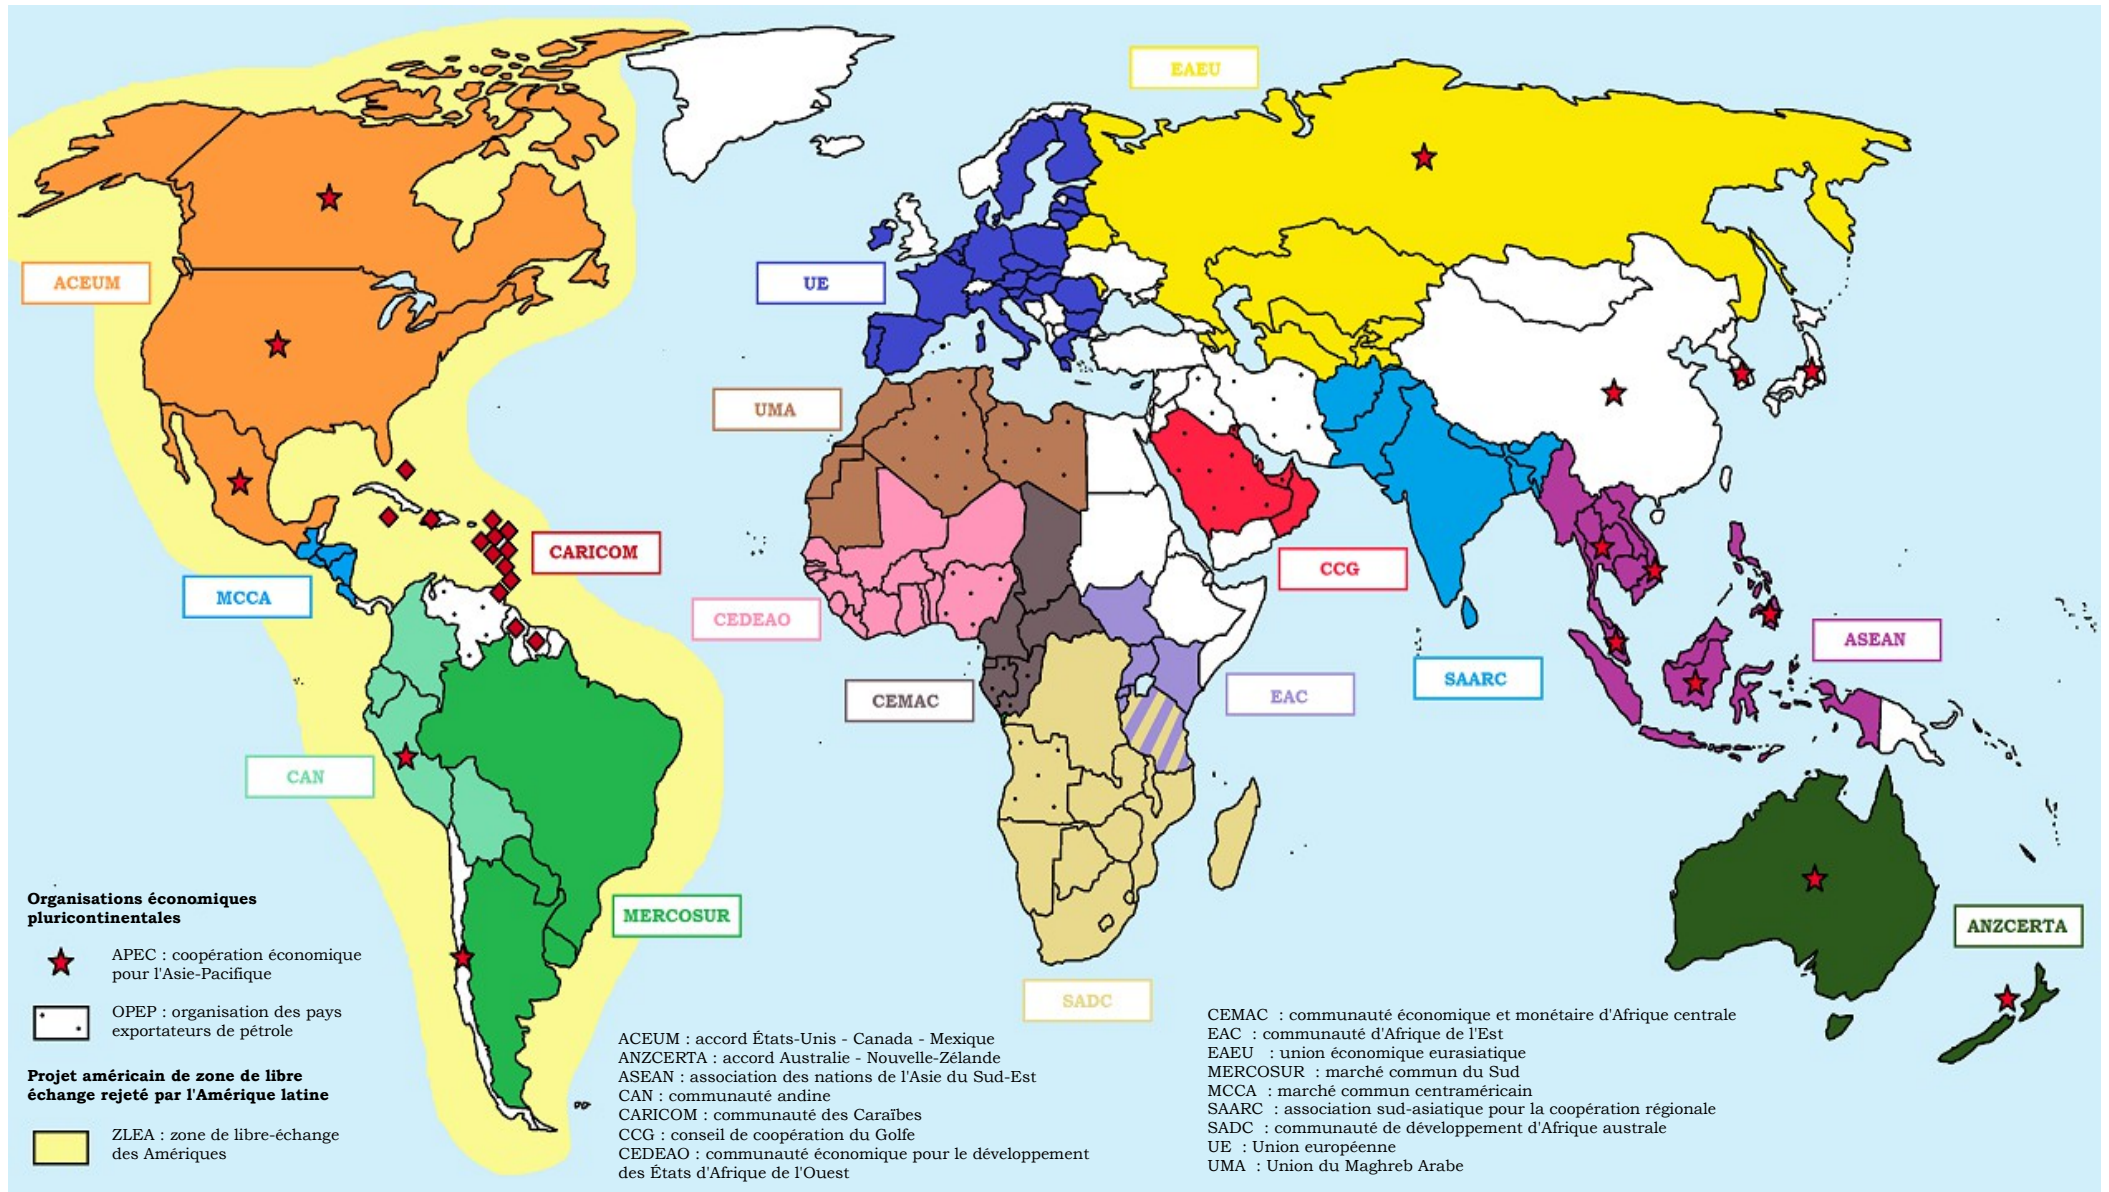 EAEU
ACEUM
UE
UMA
CARICOM
CCG
MCCA
CEDEAO
ASEAN
SAARC
CEMAC
EAC
CAN
MERCOSUR
ANZCERTA
SADC
Organisations économiques
pluricontinentales
APEC : coopération économique
pour l'Asie-Pacifique
OPEP : organisation des pays
exportateurs de pétrole
Projet américain de zone de libre
échange rejeté par l'Amérique latine
ZLEA : zone de libre-échange
des Amériques
ACEUM : accord États-Unis - Canada - Mexique
ANZCERTA : accord Australie - Nouvelle-Zélande
ASEAN : association des nations de l'Asie du Sud-Est
CAN : communauté andine
CARICOM : communauté des Caraïbes
CCG : conseil de coopération du Golfe
CEDEAO : communauté économique pour le développement
des États d'Afrique de l'Ouest
CEMAC : communauté économique et monétaire d'Afrique centrale
EAC : communauté d'Afrique de l'Est
EAEU : union économique eurasiatique
MERCOSUR : marché commun du Sud
MCCA : marché commun centraméricain
SAARC : association sud-asiatique pour la coopération régionale
SADC : communauté de développement d'Afrique australe
UE : Union européenne
UMA : Union du Maghreb Arabe